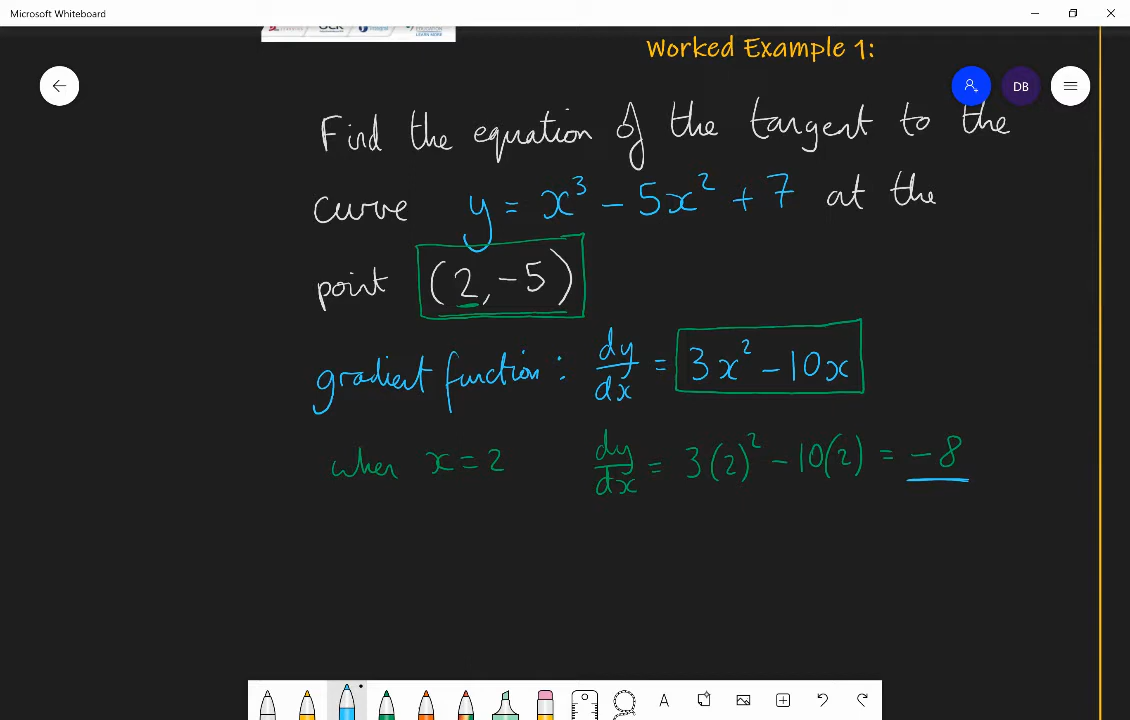 Microsoft Whiteboard
LEARN MORE
Worked Example 1:
DB
Find the equation of the tangent to the
curve y = x³ - 5x² + 7 at the
point (2, -5)
gradient function: dy/dx = 3x² - 10x
when x = 2 dy/dx = 3(2)² - 10(2) = -8
A